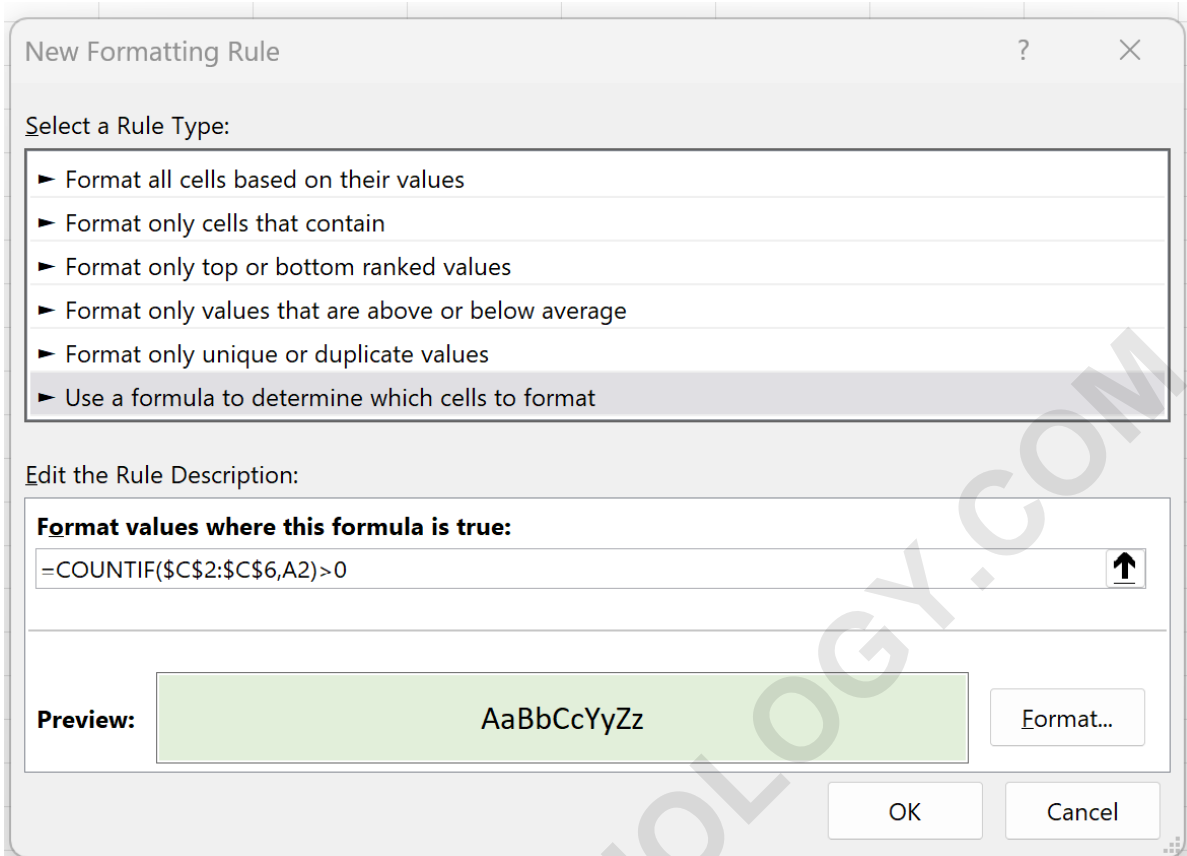 New Formatting Rule
?
Select a Rule Type:
► Format all cells based on their values
► Format only cells that contain
► Format only top or bottom ranked values
► Format only values that are above or below average
► Format only unique or duplicate values
► Use a formula to determine which cells to format
Edit the Rule Description:
Format values where this formula is true:
=COUNTIF($C$2:$C$6,A2)>0
Preview:
AaBbCcYyZz
Format...
OK
Cancel
OLOGY.COM